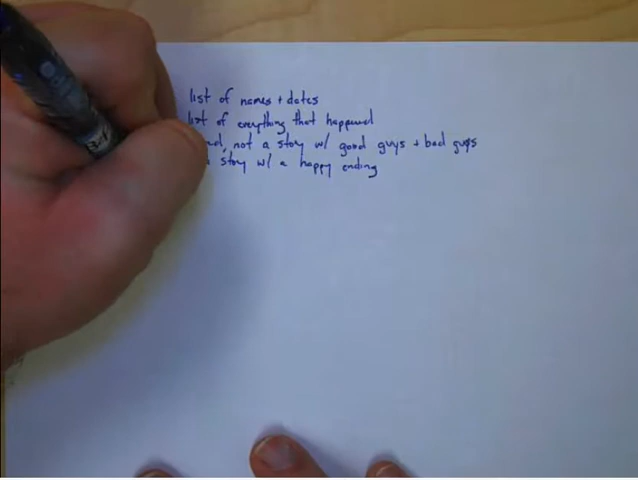 list of names + dates
list of everything that happened
not a story w/ good guys + bad guys
story w/ a happy ending